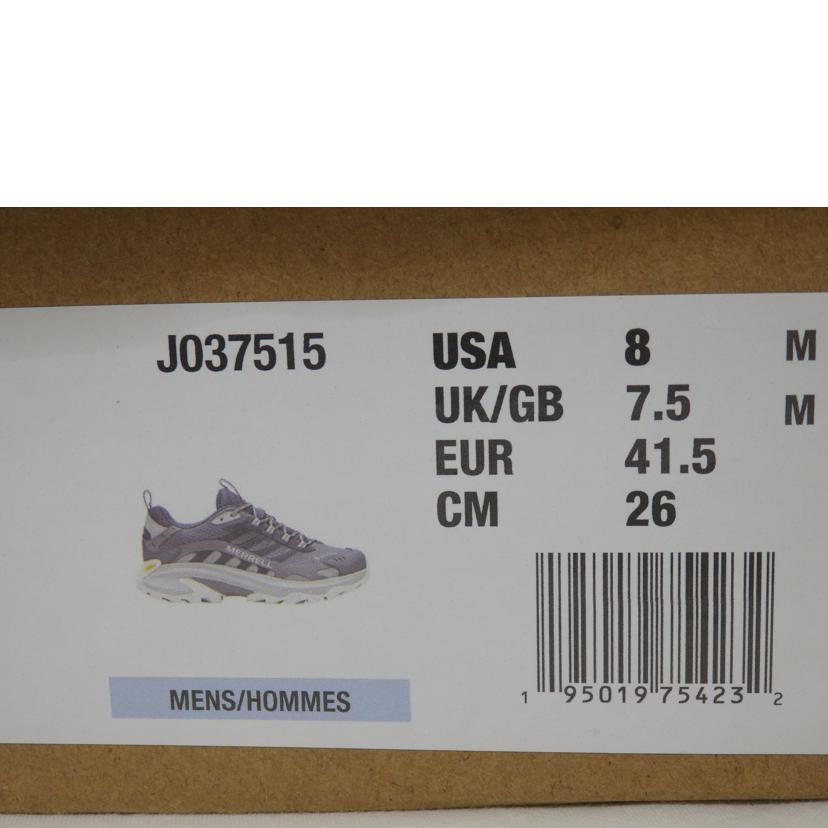 J037515
USA 8 M
UK/GB 7.5 M
EUR 41.5
CM 26
MERRELL
MENS/HOMMES
1 95019 75423 2